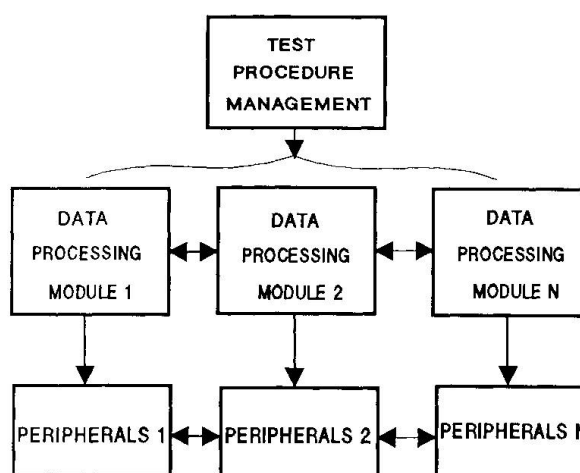 TEST
PROCEDURE
MANAGEMENT
DATA
PROCESSING
MODULE 1
DATA
PROCESSING
MODULE 2
DATA
PROCESSING
MODULE N
PERIPHERALS 1
PERIPHERALS 2
PERIPHERALS N